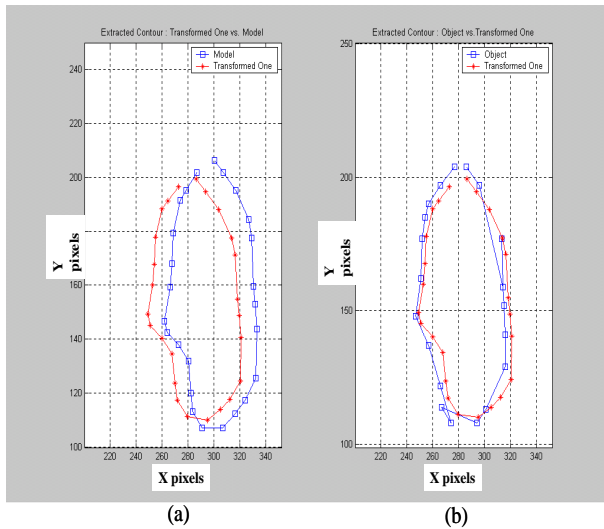 Extracted Contour : Transformed One vs. Model
Model
Transformed One
240
220
200
180
160
140
120
100
220 240 260 280 300 320 340
Y pixels
X pixels
(a)
Extracted Contour : Object vs.Transformed One
Object
Transformed One
250
200
150
100
220 240 260 280 300 320 340
Y pixels
X pixels
(b)